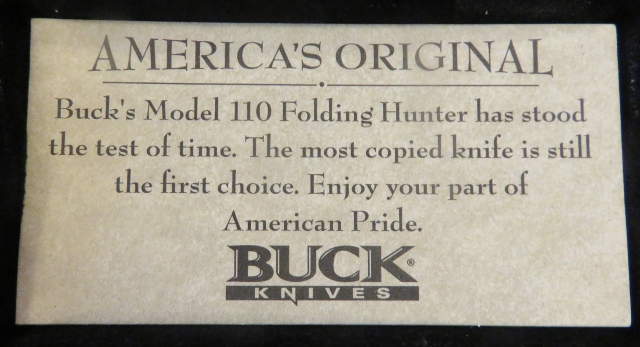 AMERICA'S ORIGINAL
Buck's Model 110 Folding Hunter has stood
the test of time. The most copied knife is still
the first choice. Enjoy your part of
American Pride.
BUCK®
KNIVES